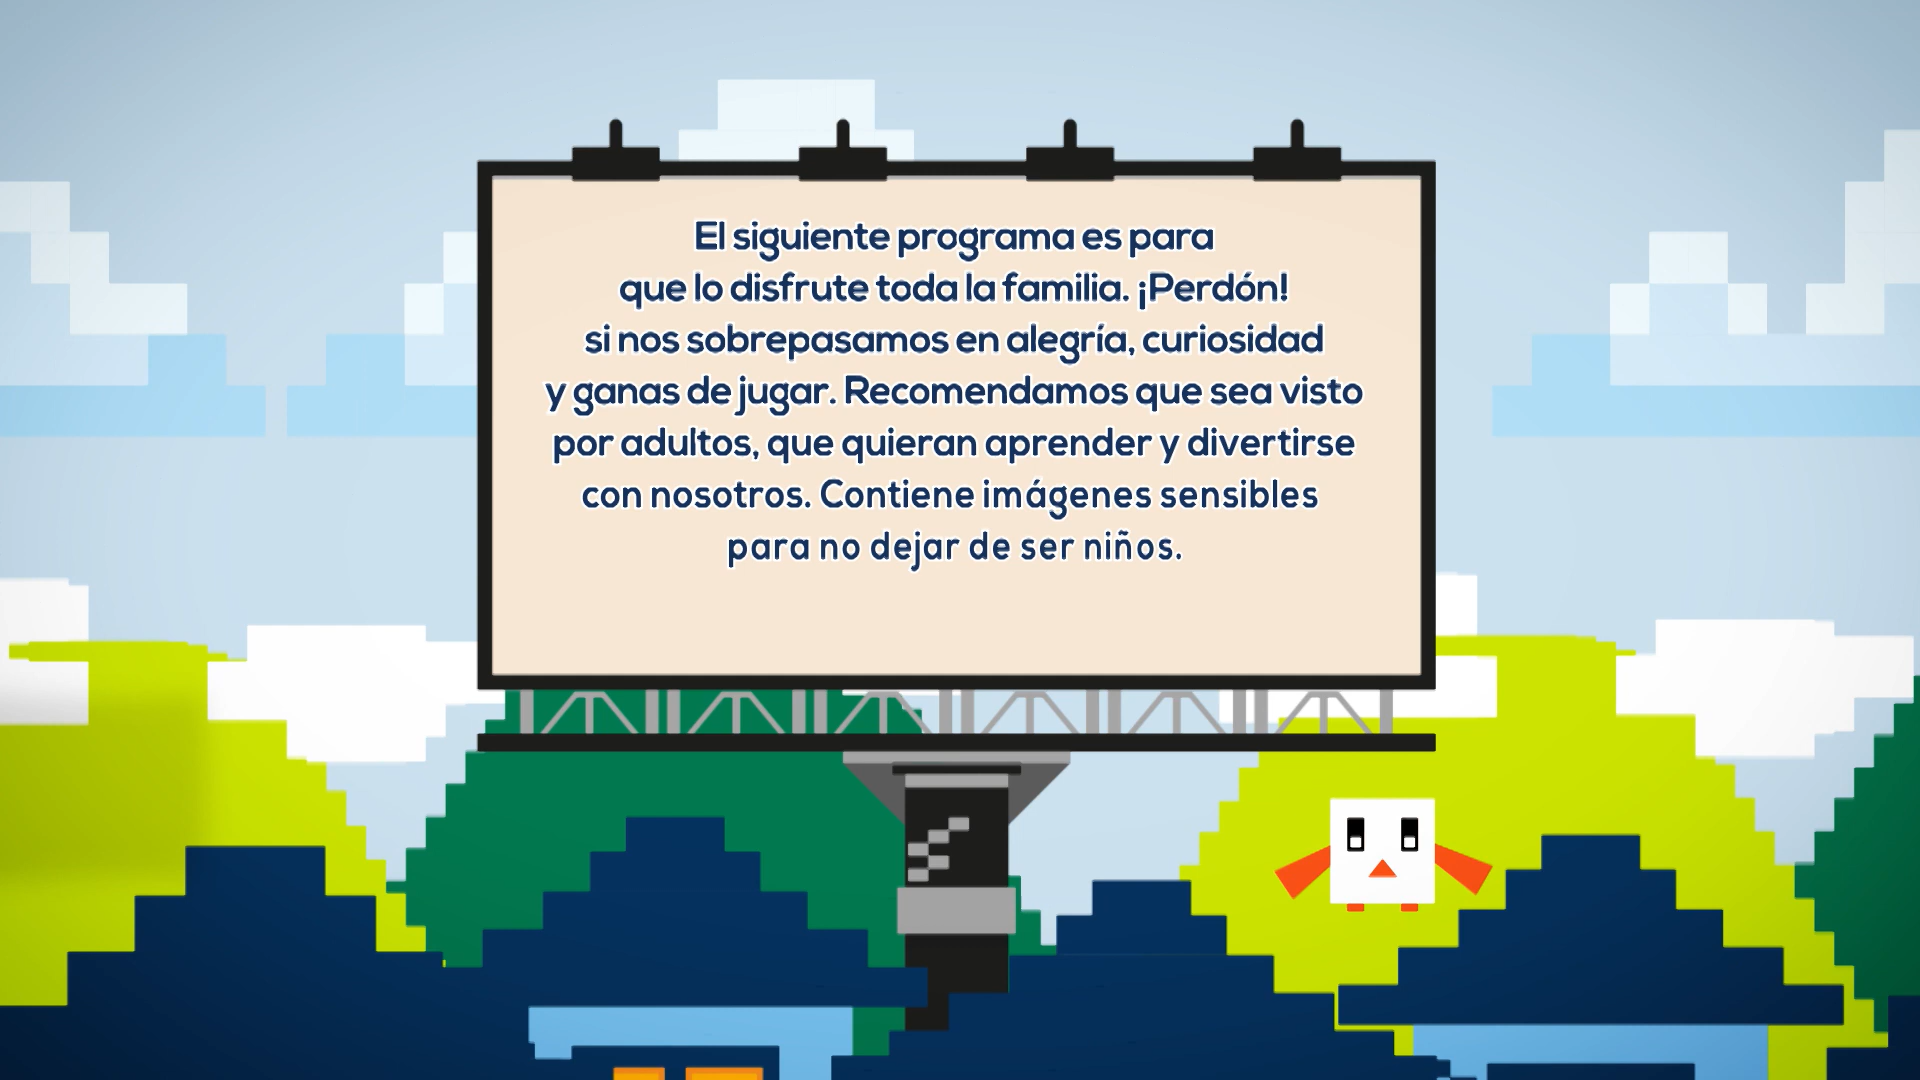 El siguiente programa es para
que lo disfrute toda la familia. ¡Perdón!
si nos sobrepasamos en alegría, curiosidad
y ganas de jugar. Recomendamos que sea visto
por adultos, que quieran aprender y divertirse
con nosotros. Contiene imágenes sensibles
para no dejar de ser niños.